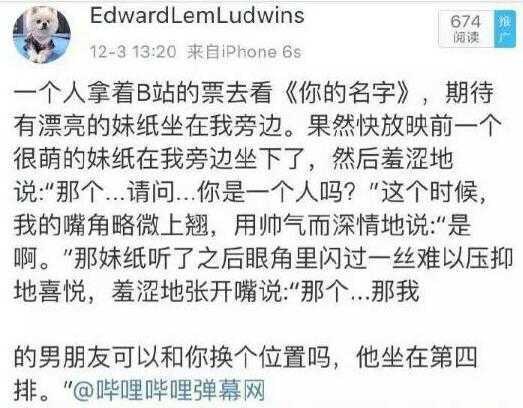 EdwardLemLudwins
12-3 13:20 来自iPhone 6s
674
阅读
推
广
一个人拿着B站的票去看《你的名字》，期待
有漂亮的妹纸坐在我旁边。果然快放映前一个
很萌的妹纸在我旁边坐下了，然后羞涩地
说:“那个...请问...你是一个人吗？”这个时候，
我的嘴角略微上翘，用帅气而深情地说:“是
啊。”那妹纸听了之后眼角里闪过一丝难以压抑
地喜悦，羞涩地张开嘴说:“那个...那我
的男朋友可以和你换个位置吗，他坐在第四
排。”@哔哩哔哩弹幕网